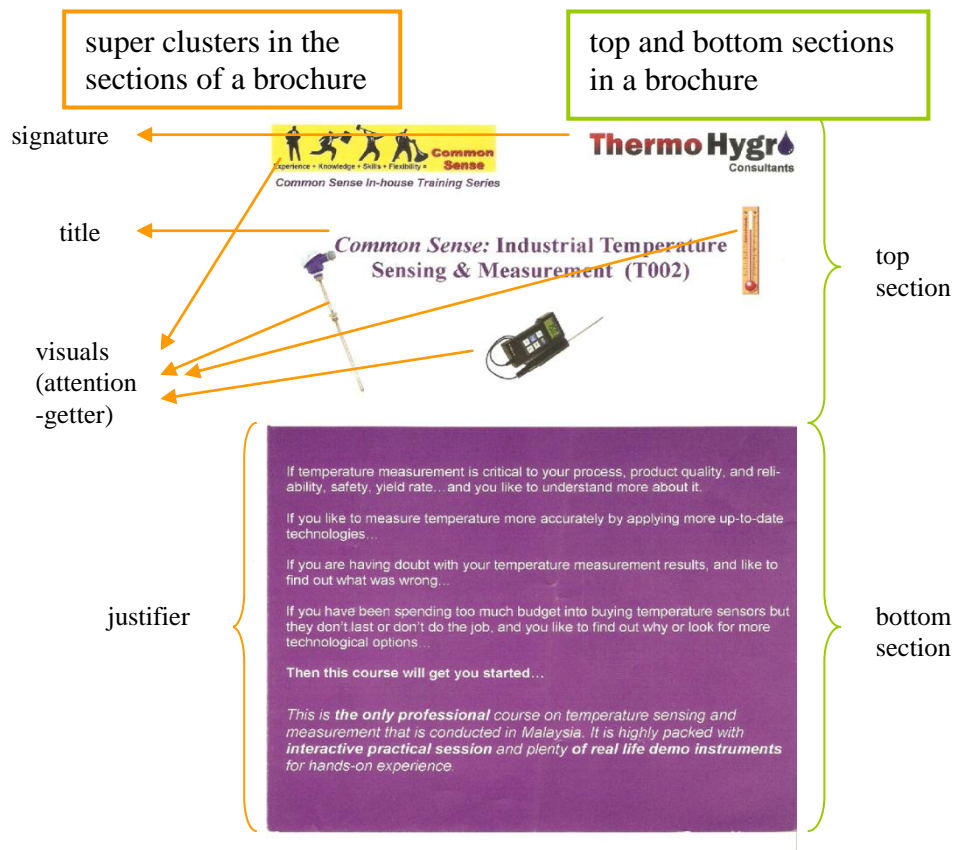 super clusters in the
sections of a brochure
top and bottom sections
in a brochure
signature
Experience + Knowledge + Skills + Flexibility =
Common
Sense
Common Sense In-house Training Series
Thermo Hygro
Consultants
title
Common Sense: Industrial Temperature
Sensing & Measurement (T002)
top
section
visuals
(attention
-getter)
justifier
If temperature measurement is critical to your process, product quality, and reli-
ability, safety, yield rate…and you like to understand more about it.
If you like to measure temperature more accurately by applying more up-to-date
technologies…
If you are having doubt with your temperature measurement results, and like to
find out what was wrong…
If you have been spending too much budget into buying temperature sensors but
they don't last or don't do the job, and you like to find out why or look for more
technological options…
Then this course will get you started…
This is the only professional course on temperature sensing and
measurement that is conducted in Malaysia. It is highly packed with
interactive practical session and plenty of real life demo instruments
for hands-on experience.
bottom
section